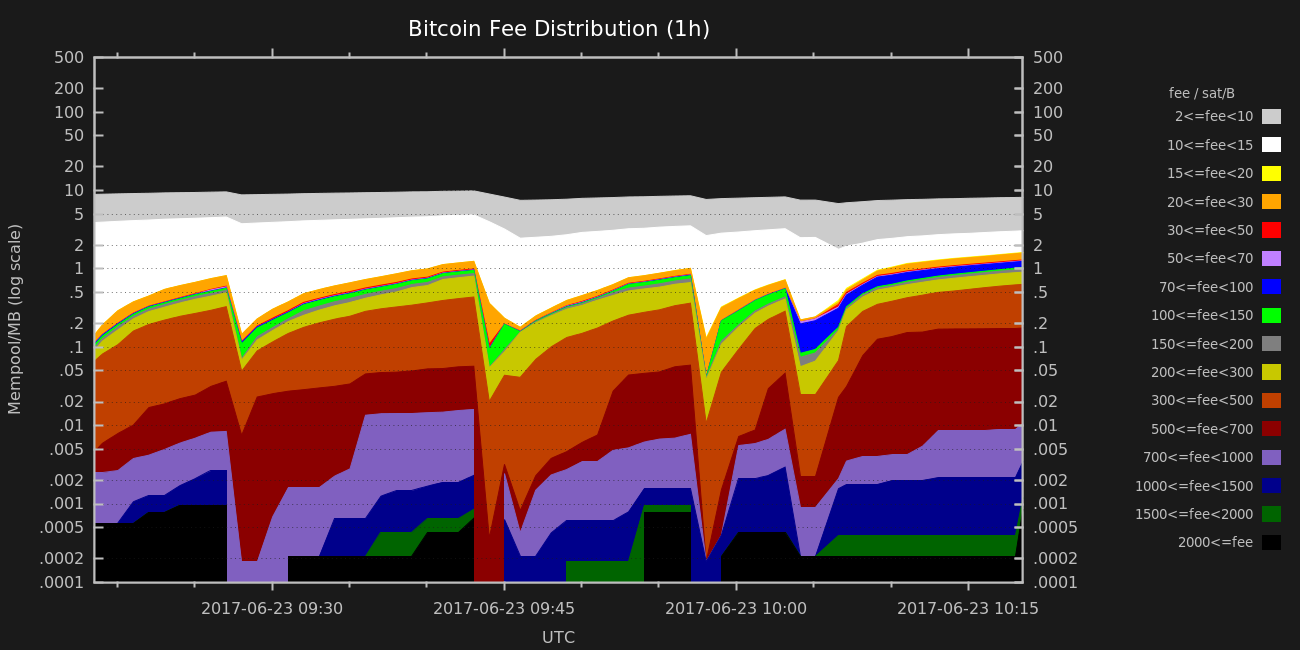 Bitcoin Fee Distribution (1h)
500
200
100
50
20
10
5
2
1
.5
.2
.1
.05
.02
.01
.005
.002
.001
.0005
.0002
.0001
Mempool/MB (log scale)
500
200
100
50
20
10
5
2
1
.5
.2
.1
.05
.02
.01
.005
.002
.001
.0005
.0002
.0001
2017-06-23 09:30
2017-06-23 09:45
2017-06-23 10:00
2017-06-23 10:15
UTC
fee / sat/B
2<=fee<10
10<=fee<15
15<=fee<20
20<=fee<30
30<=fee<50
50<=fee<70
70<=fee<100
100<=fee<150
150<=fee<200
200<=fee<300
300<=fee<500
500<=fee<700
700<=fee<1000
1000<=fee<1500
1500<=fee<2000
2000<=fee